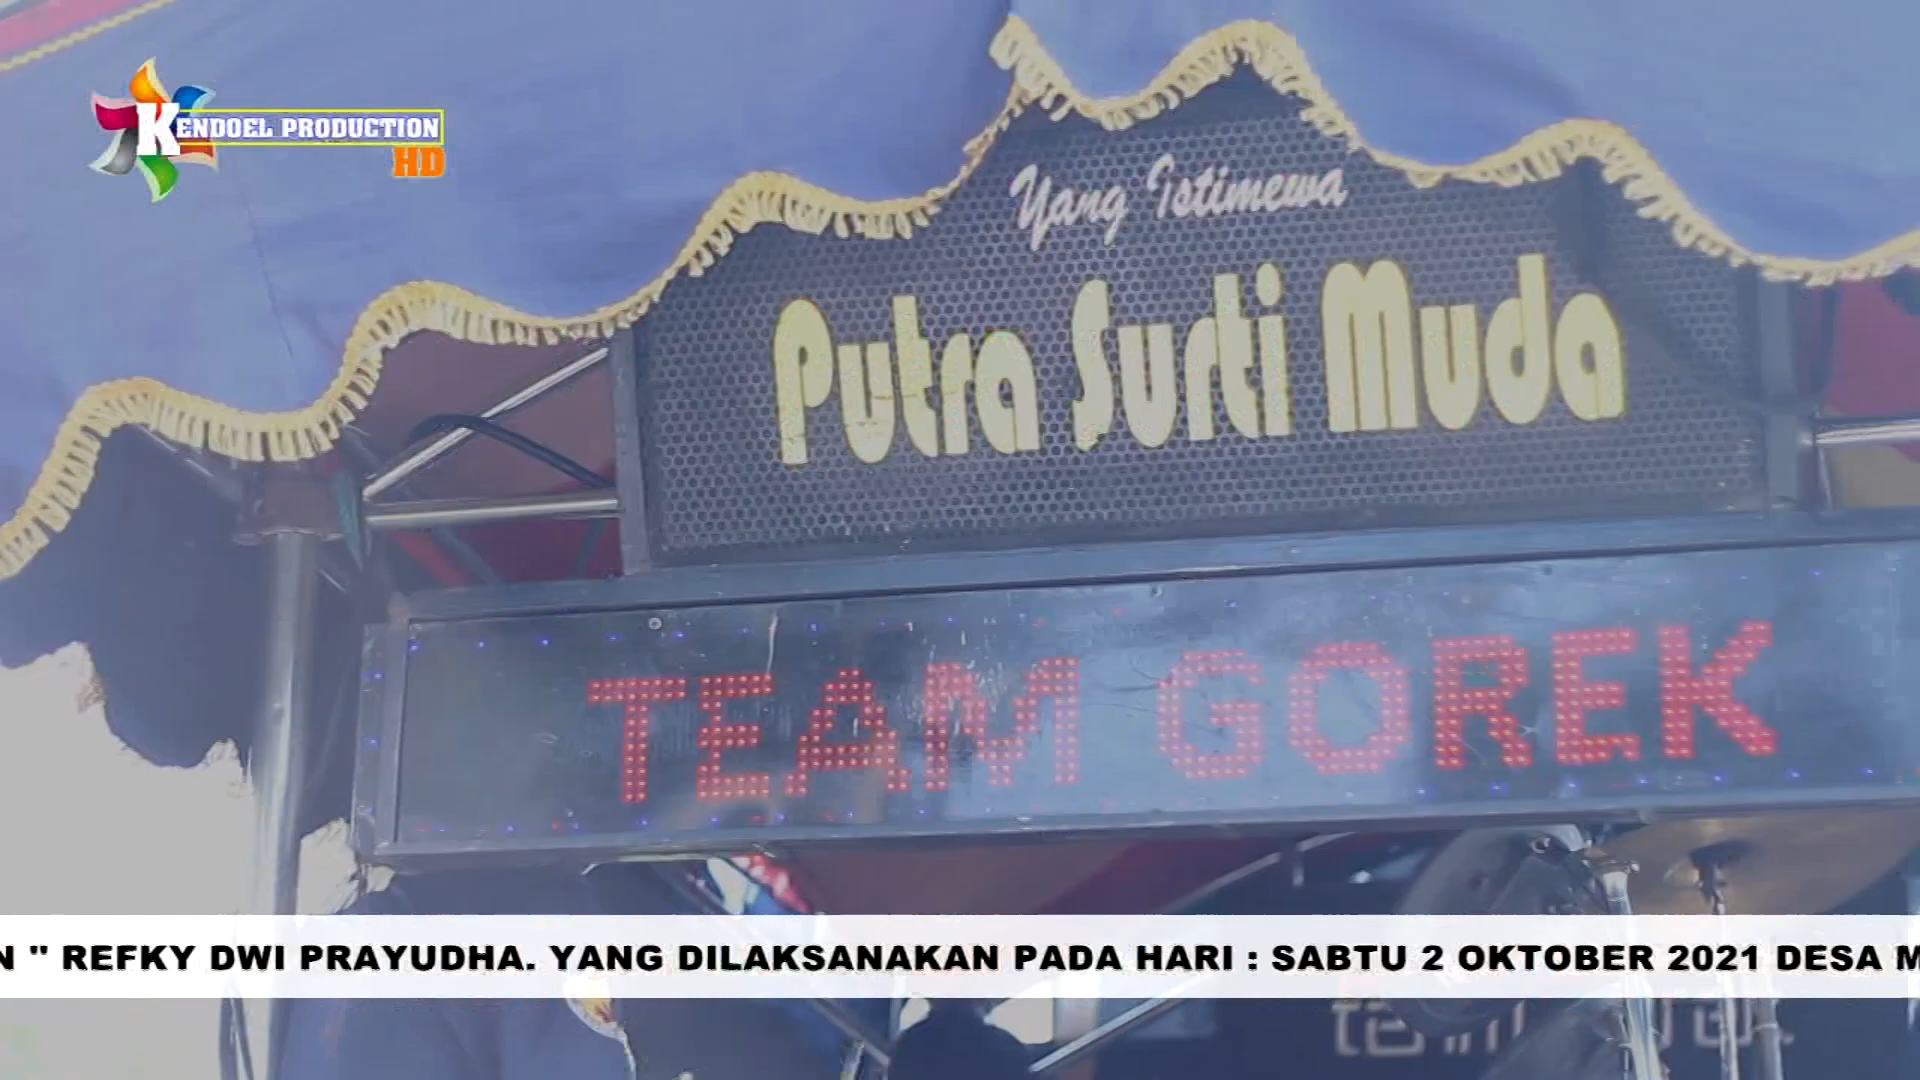 KENDOEL PRODUCTION
HD
Yang Istimewa
Putra Surti Muda
TEAM GOREK
N " REFKY DWI PRAYUDHA. YANG DILAKSANAKAN PADA HARI : SABTU 2 OKTOBER 2021 DESA M